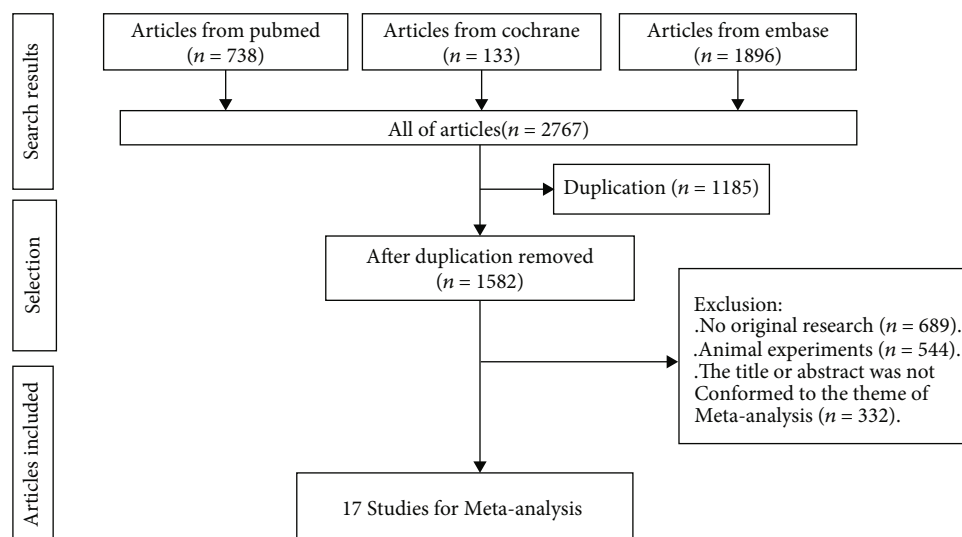 Search results
Articles from pubmed
(n = 738)
Articles from cochrane
(n = 133)
Articles from embase
(n = 1896)
All of articles(n = 2767)
Duplication (n = 1185)
Selection
After duplication removed
(n = 1582)
Exclusion:
.No original research (n = 689).
.Animal experiments (n = 544).
.The title or abstract was not
Conformed to the theme of
Meta-analysis (n = 332).
Articles included
17 Studies for Meta-analysis